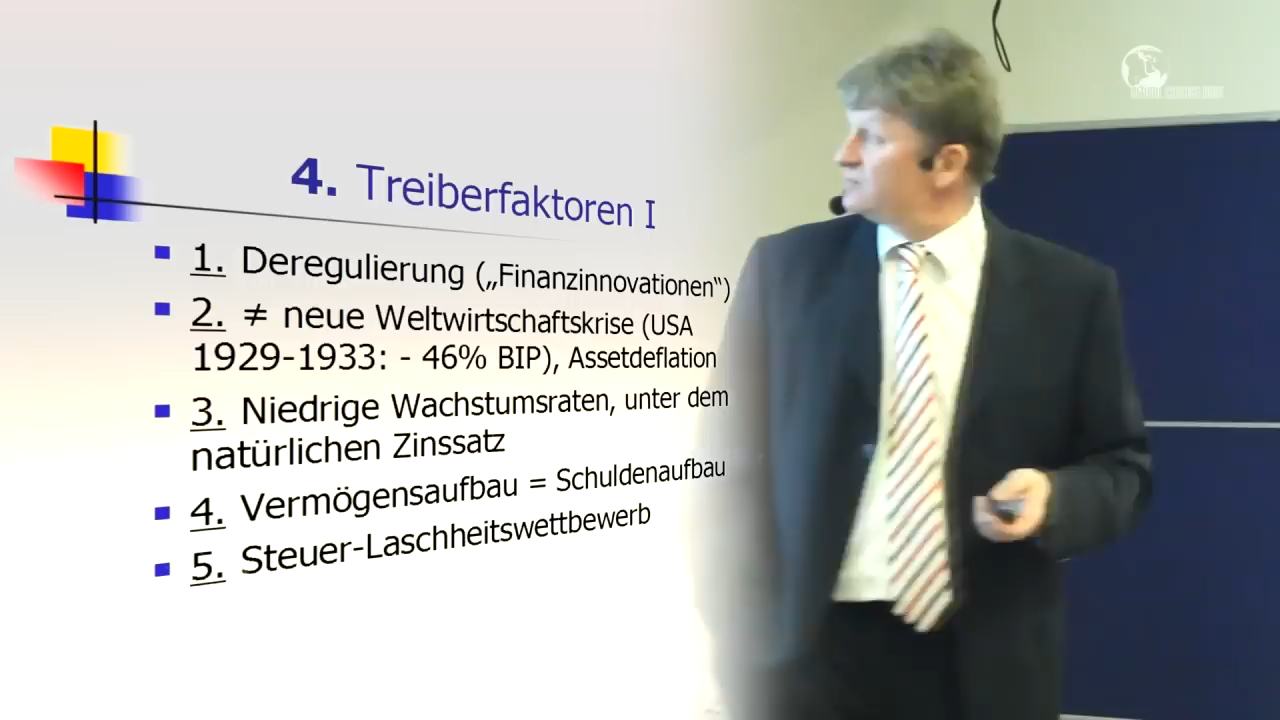 4. Treiberfaktoren I
1. Deregulierung („Finanzinnovationen“)
2. ≠ neue Weltwirtschaftskrise (USA
1929-1933: - 46% BIP), Assetdeflation
3. Niedrige Wachstumsraten, unter dem
natürlichen Zinssatz
4. Vermögensaufbau = Schuldenaufbau
5. Steuer-Laschheitswettbewerb